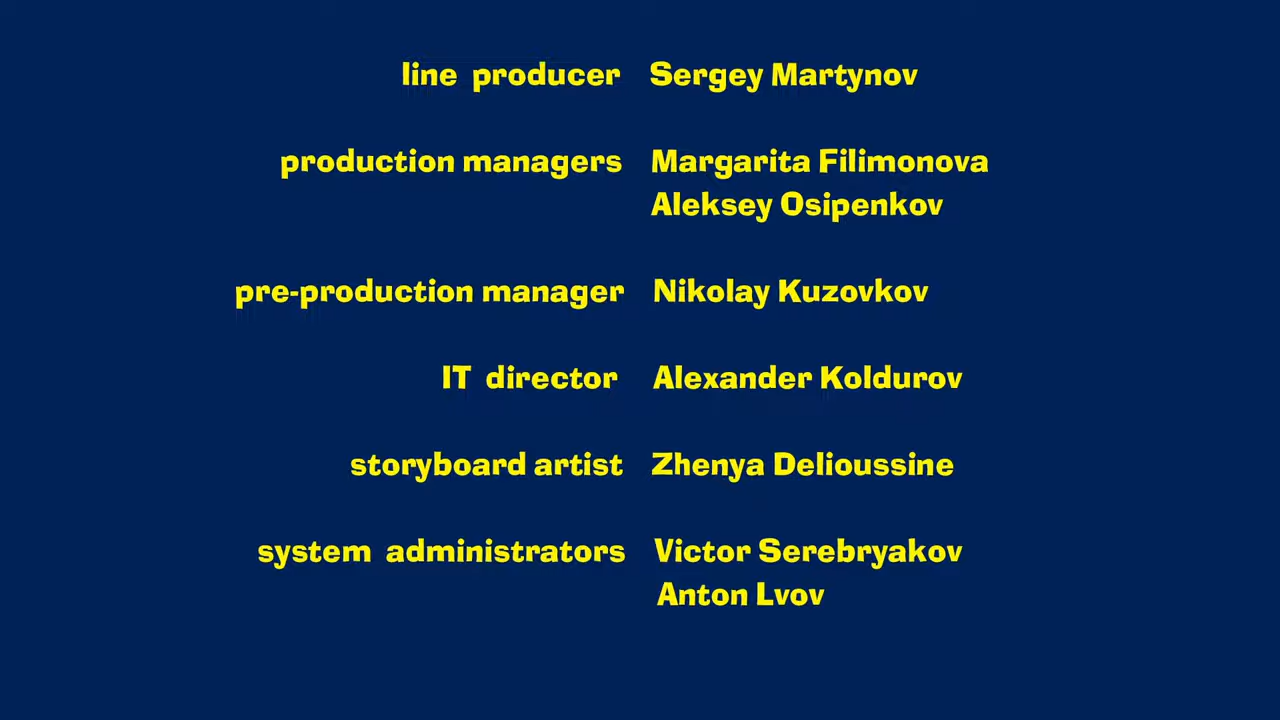 line producer Sergey Martynov
production managers Margarita Filimonova
Aleksey Osipenkov
pre-production manager Nikolay Kuzovkov
IT director Alexander Koldurov
storyboard artist Zhenya Delioussine
system administrators Victor Serebryakov
Anton Lvov